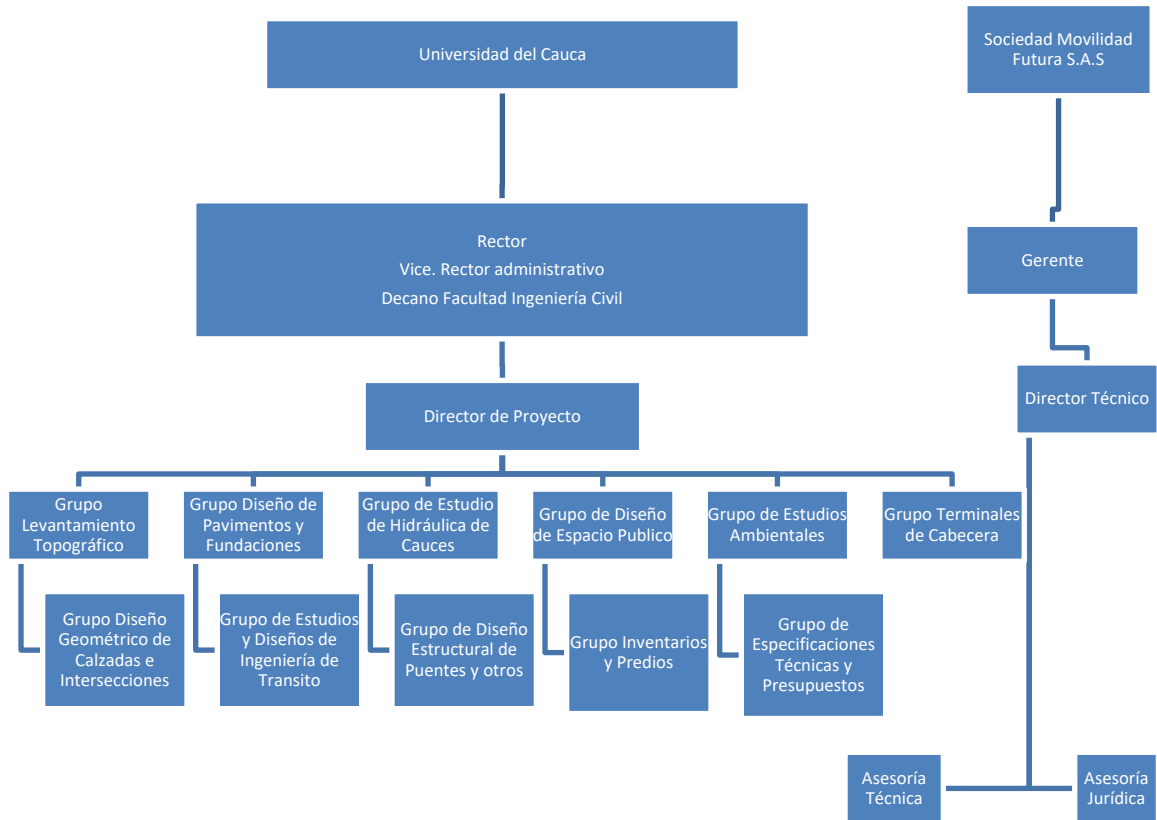 Universidad del Cauca
Sociedad Movilidad
Futura S.A.S
Rector
Vice. Rector administrativo
Decano Facultad Ingeniería Civil
Gerente
Director de Proyecto
Director Técnico
Grupo
Levantamiento
Topográfico
Grupo Diseño de
Pavimentos y
Fundaciones
Grupo de Estudio
de Hidráulica de
Cauces
Grupo de Diseño
de Espacio Publico
Grupo de Estudios
Ambientales
Grupo Terminales
de Cabecera
Grupo Diseño
Geométrico de
Calzadas e
Intersecciones
Grupo de Estudios
y Diseños de
Ingeniería de
Transito
Grupo de Diseño
Estructural de
Puentes y otros
Grupo Inventarios
y Predios
Grupo de
Especificaciones
Técnicas y
Presupuestos
Asesoría
Técnica
Asesoría
Jurídica